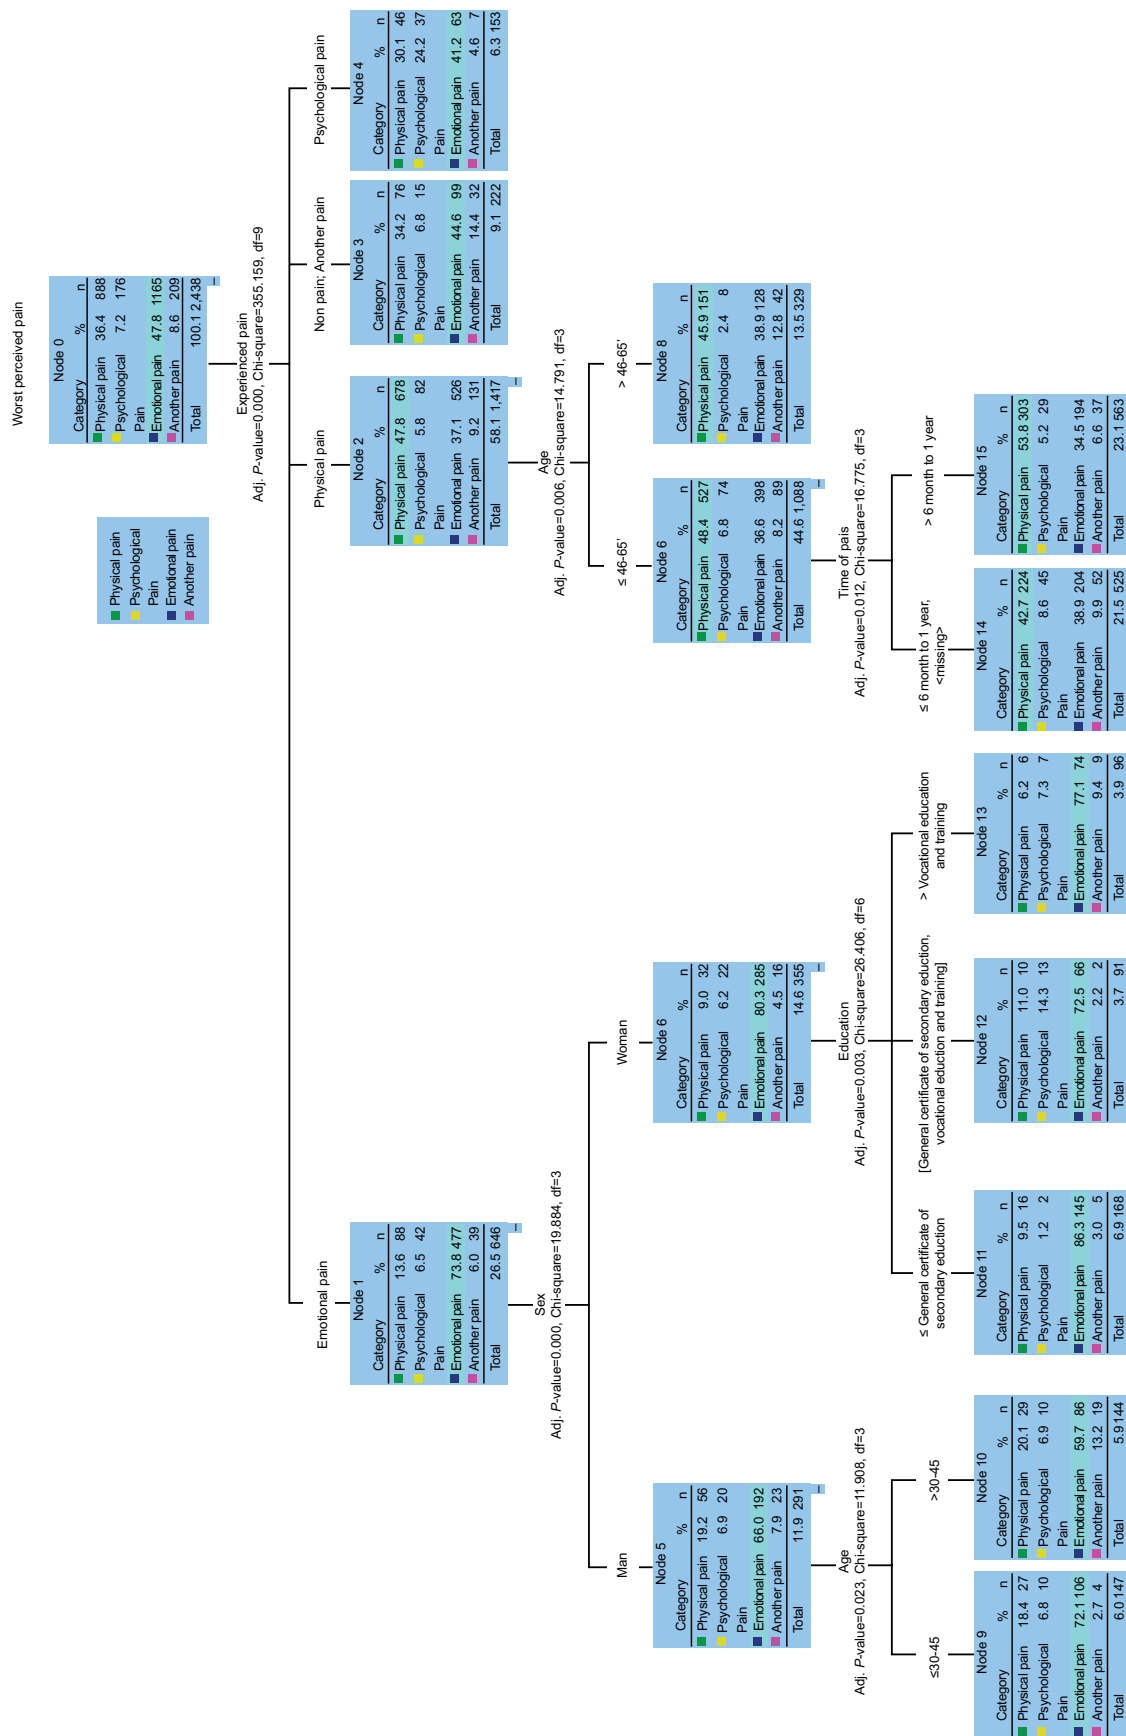 Worst perceived pain
Physical pain
Psychological
Pain
Emotional pain
Another pain
Node 0
Category % n
Physical pain 36.4 888
Psychological 7.2 176
Pain
Emotional pain 47.8 1165
Another pain 8.6 209
Total 100.1 2,438
Experienced pain
Adj. P-value=0.000, Chi-square=355.159, df=9
Emotional pain
Physical pain
Non pain; Another pain
Psychological pain
Node 1
Category % n
Physical pain 13.6 88
Psychological 6.5 42
Pain
Emotional pain 73.8 477
Another pain 6.0 39
Total 26.5 646
Node 2
Category % n
Physical pain 47.8 678
Psychological 5.8 82
Pain
Emotional pain 37.1 526
Another pain 9.2 131
Total 58.1 1,417
Node 3
Category % n
Physical pain 34.2 76
Psychological 6.8 15
Pain
Emotional pain 44.6 99
Another pain 14.4 32
Total 9.1 222
Node 4
Category % n
Physical pain 30.1 46
Psychological 24.2 37
Pain
Emotional pain 41.2 63
Another pain 4.6 7
Total 6.3 153
Sex
Adj. P-value=0.000, Chi-square=19.884, df=3
Age
Adj. P-value=0.006, Chi-square=14.791, df=3
Man
Woman
≤ 46-65'
> 46-65'
Node 5
Category % n
Physical pain 19.2 56
Psychological 6.9 20
Pain
Emotional pain 66.0 192
Another pain 7.9 23
Total 11.9 291
Node 6
Category % n
Physical pain 9.0 32
Psychological 6.2 22
Pain
Emotional pain 80.3 285
Another pain 4.5 16
Total 14.6 355
Node 6
Category % n
Physical pain 48.4 527
Psychological 6.8 74
Pain
Emotional pain 36.6 398
Another pain 8.2 89
Total 44.6 1,088
Node 8
Category % n
Physical pain 45.9 151
Psychological 2.4 8
Pain
Emotional pain 38.9 128
Another pain 12.8 42
Total 13.5 329
Age
Adj. P-value=0.023, Chi-square=11.908, df=3
Education
Adj. P-value=0.003, Chi-square=26.406, df=6
Time of pais
Adj. P-value=0.012, Chi-square=16.775, df=3
≤30-45
>30-45
≤ General certificate of
secondary eduction
[General certificate of secondary eduction,
vocational eduction and training]
> Vocational education
and training
≤ 6 month to 1 year,
<missing>
> 6 month to 1 year
Node 9
Category % n
Physical pain 18.4 27
Psychological 6.8 10
Pain
Emotional pain 72.1 106
Another pain 2.7 4
Total 6.0 147
Node 10
Category % n
Physical pain 20.1 29
Psychological 6.9 10
Pain
Emotional pain 59.7 86
Another pain 13.2 19
Total 5.9 144
Node 11
Category % n
Physical pain 9.5 16
Psychological 1.2 2
Pain
Emotional pain 86.3 145
Another pain 3.0 5
Total 6.9 168
Node 12
Category % n
Physical pain 11.0 10
Psychological 14.3 13
Pain
Emotional pain 72.5 66
Another pain 2.2 2
Total 3.7 91
Node 13
Category % n
Physical pain 6.2 6
Psychological 7.3 7
Pain
Emotional pain 77.1 74
Another pain 9.4 9
Total 3.9 96
Node 14
Category % n
Physical pain 42.7 224
Psychological 8.6 45
Pain
Emotional pain 38.9 204
Another pain 9.9 52
Total 21.5 525
Node 15
Category % n
Physical pain 53.8 303
Psychological 5.2 29
Pain
Emotional pain 34.5 194
Another pain 6.6 37
Total 23.1 563